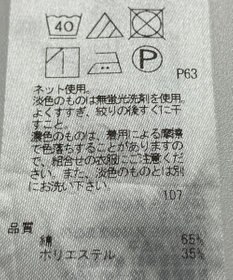 40
P
P63
ネット使用。
淡色のものは無蛍光洗剤を使用
よくすすぎ、絞りの後すぐに干
すこと。
濃色のものは、着用による摩擦
で色落ちすることがありますの
で、組合せの衣服にご注意くだ
さい。また、淡色のものとは別
にお洗い下さい。
107
品質
綿 65%
ポリエステル 35%